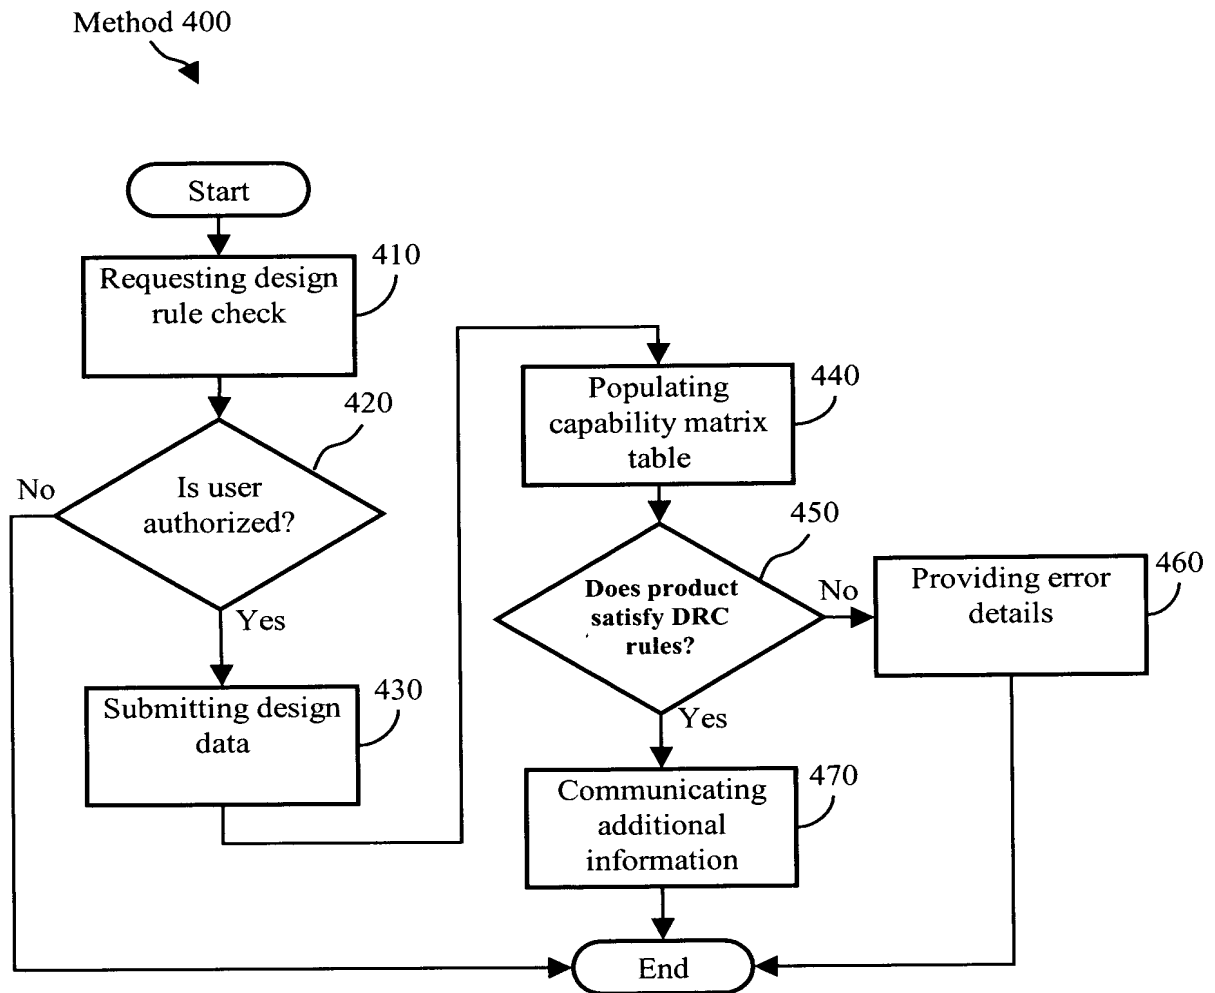 Method 400
Start
410
Requesting design
rule check
420
No
Is user
authorized?
Yes
430
Submitting design
data
440
Populating
capability matrix
table
450
Does product
satisfy DRC
rules?
No
460
Providing error
details
Yes
470
Communicating
additional
information
End